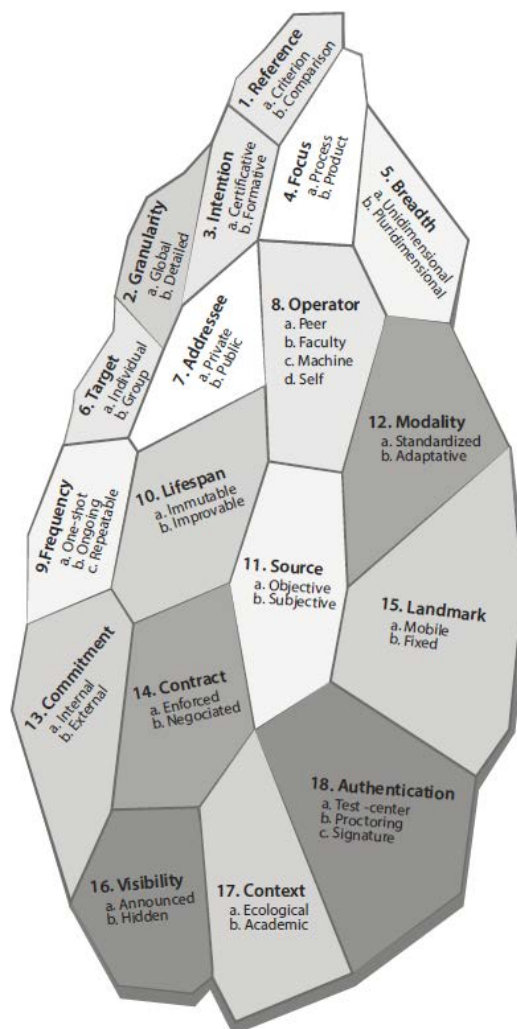 1. Reference
a. Criterion
b. Comparison
2. Granularity
a. Global
b. Detailed
3. Intention
a. Certificative
b. Formative
4. Focus
a. Process
b. Product
5. Breadth
a. Unidimensional
b. Pluridimensional
6. Target
a. Individual
b. Group
7. Addressee
a. Private
b. Public
8. Operator
a. Peer
b. Faculty
c. Machine
d. Self
9.Frequency
a. One-shot
b. Ongoing
c. Repeatable
10. Lifespan
a. Immutable
b. Improvable
11. Source
a. Objective
b. Subjective
12. Modality
a. Standardized
b. Adaptative
13. Commitment
a. Internal
b. External
14. Contract
a. Enforced
b. Negociated
15. Landmark
a. Mobile
b. Fixed
16. Visibility
a. Announced
b. Hidden
17. Context
a. Ecological
b. Academic
18. Authentication
a. Test -center
b. Proctoring
c. Signature